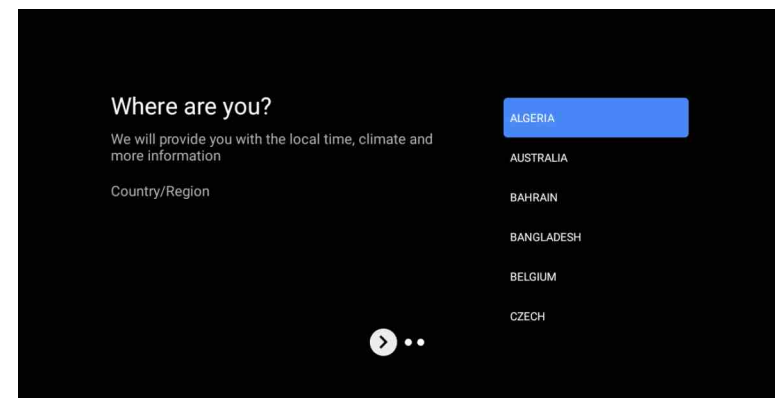 Where are you?
We will provide you with the local time, climate and
more information
Country/Region
ALGERIA
AUSTRALIA
BAHRAIN
BANGLADESH
BELGIUM
CZECH